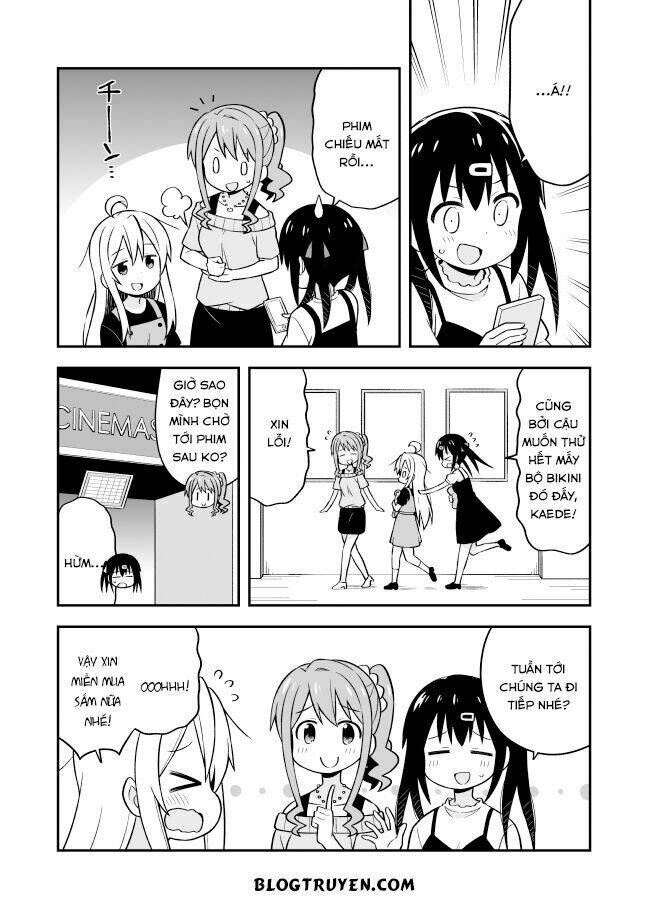 ...Á!!
PHIM
CHIẾU MẤT
RỒI...
チーン
CŨNG
BỞI CẬU
MUỐN THỬ
HẾT MẤY
BỘ BIKINI
ĐÓ ĐẤY,
KAEDE!
XIN
LỖI!
GIỜ SAO
ĐÂY? BỌN
MÌNH CHỜ
TỚI PHIM
SAU KO?
CINEMAS
HỪM...
TUẦN TỚI
CHÚNG TA ĐI
TIẾP NHÉ?
OOOHHH!
VẬY XIN
MIỄN MUA
SẮM NỮA
NHÉ!
BLOGTRUYEN.COM